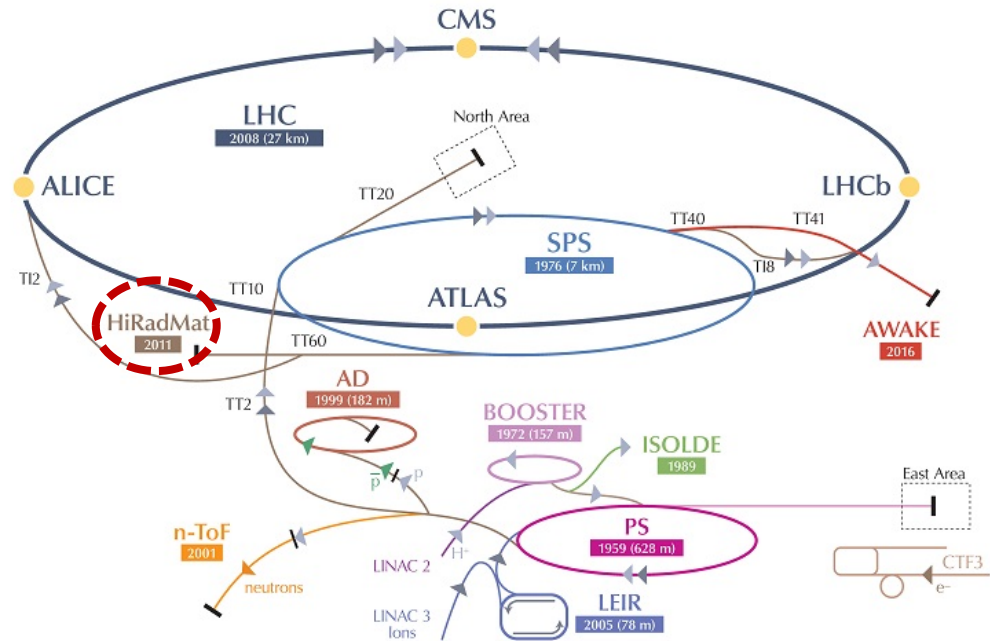 CMS
LHC
2008 (27 km)
North Area
ALICE
LHCb
TT20
TT40
TT41
SPS
1976 (7 km)
TI8
TI2
TT10
ATLAS
HiRadMat
2011
TT60
AWAKE
2016
AD
1999 (182 m)
TT2
BOOSTER
1972 (157 m)
ISOLDE
1989
East Area
p̅
p
n-ToF
2001
PS
1959 (628 m)
LINAC 2
H⁺
neutrons
CTF3
e⁻
LINAC 3
Ions
LEIR
2005 (78 m)